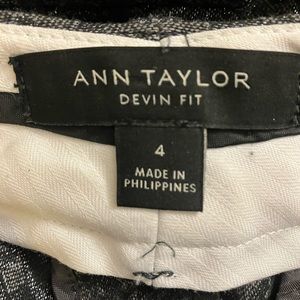 ANN TAYLOR
DEVIN FIT
4
MADE IN
PHILIPPINES